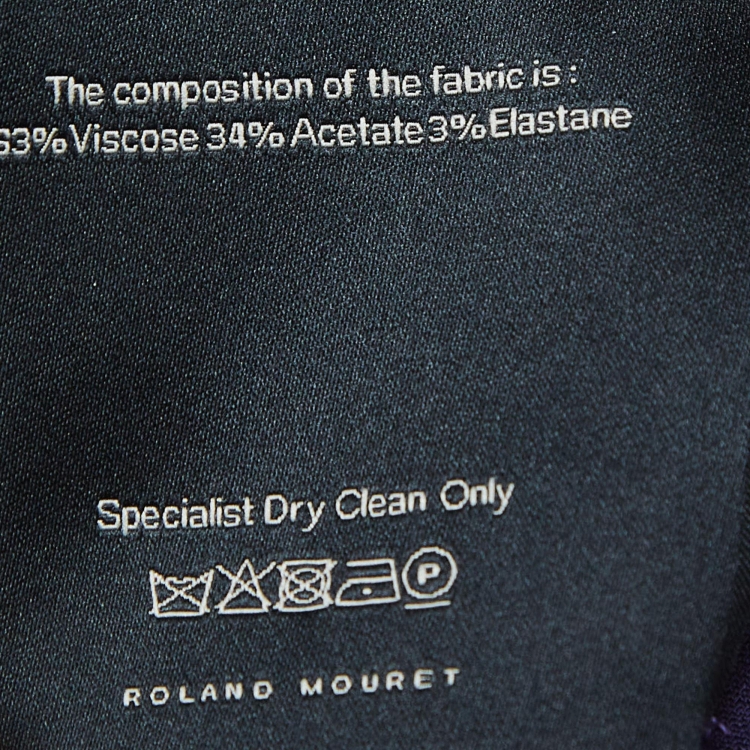 The composition of the fabric is :
63% Viscose 34% Acetate 3% Elastane
Specialist Dry Clean Only
P
ROLAND MOURET